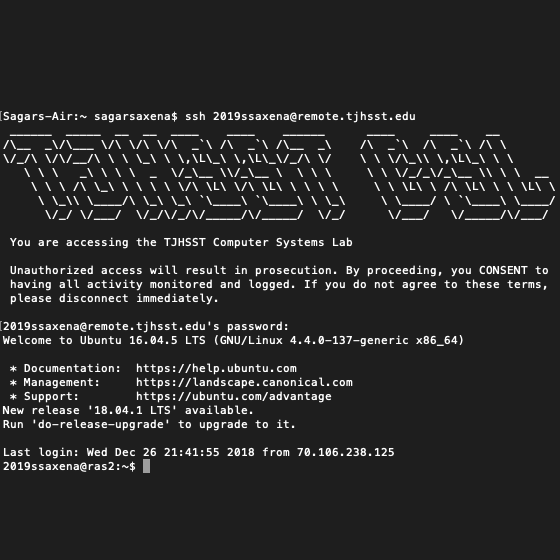 [Sagars-Air:~ sagarsaxena$ ssh 2019ssaxena@remote.tjhsst.edu
TJHSST CSL
You are accessing the TJHSST Computer Systems Lab
Unauthorized access will result in prosecution. By proceeding, you CONSENT to
having all activity monitored and logged. If you do not agree to these terms,
please disconnect immediately.
[2019ssaxena@remote.tjhsst.edu's password:
Welcome to Ubuntu 16.04.5 LTS (GNU/Linux 4.4.0-137-generic x86_64)
* Documentation:  https://help.ubuntu.com
* Management:     https://landscape.canonical.com
* Support:        https://ubuntu.com/advantage
New release '18.04.1 LTS' available.
Run 'do-release-upgrade' to upgrade to it.
Last login: Wed Dec 26 21:41:55 2018 from 70.106.238.125
2019ssaxena@ras2:~$